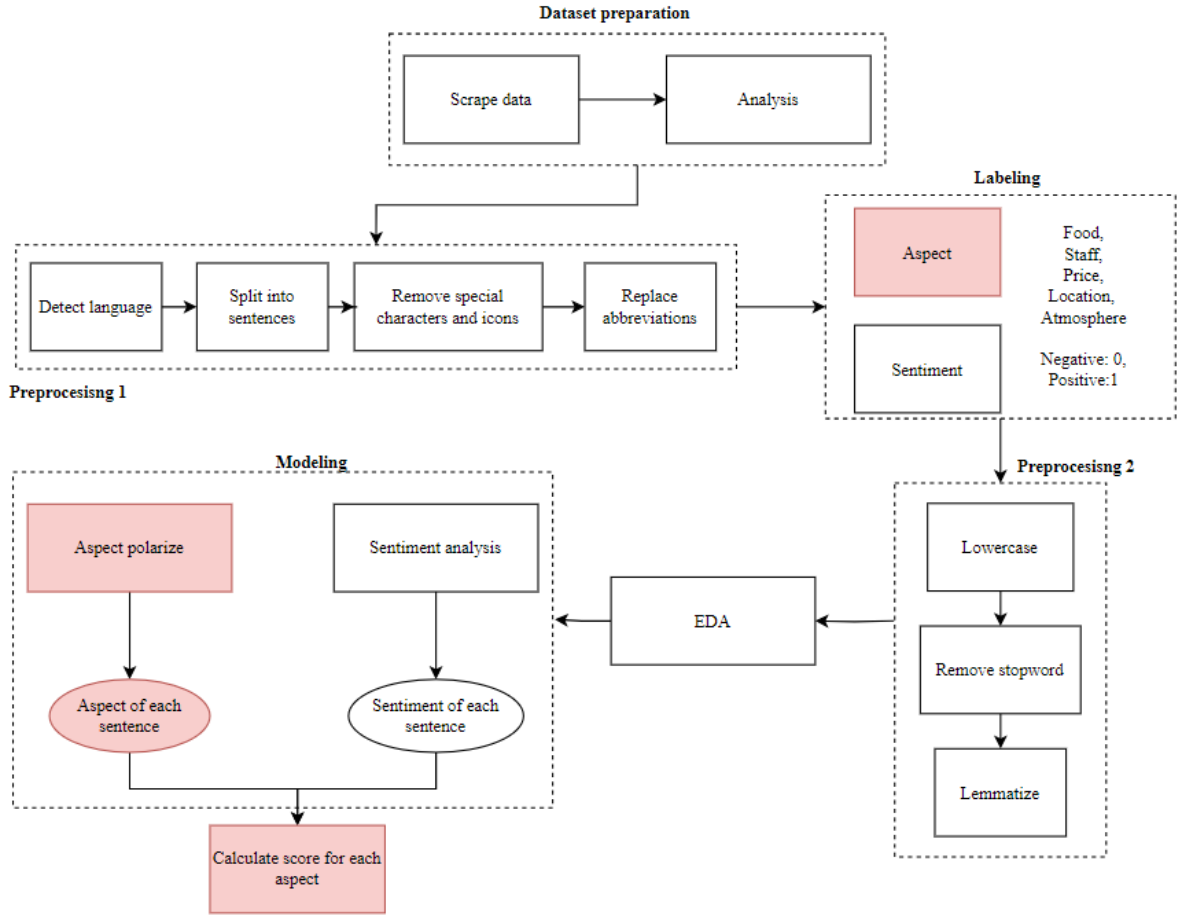 Dataset preparation
Scrape data
Analysis
Labeling
Aspect
Food,
Staff,
Price,
Location,
Atmosphere
Sentiment
Negative: 0,
Positive:1
Detect language
Split into
sentences
Remove special
characters and icons
Replace
abbreviations
Preprocesisng 1
Preprocesisng 2
Lowercase
Remove stopword
Lemmatize
EDA
Modeling
Aspect polarize
Sentiment analysis
Aspect of each
sentence
Sentiment of each
sentence
Calculate score for each
aspect